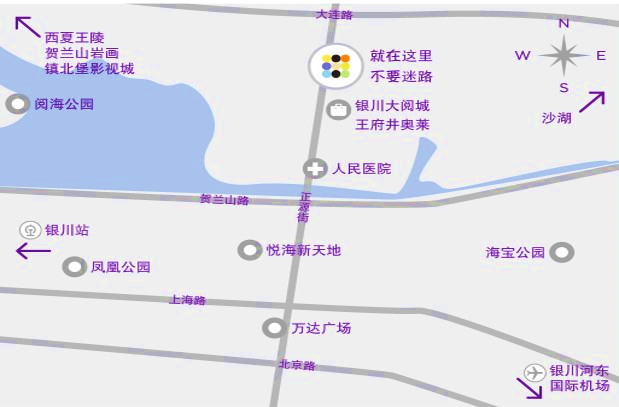 大连路
N
西夏王陵
贺兰山岩画
镇北堡影视城
就在这里
不要迷路
W
E
S
阅海公园
银川大阅城
王府井奥莱
沙湖
人民医院
贺兰山路
正源街
银川站
悦海新天地
海宝公园
凤凰公园
上海路
万达广场
北京路
银川河东
国际机场